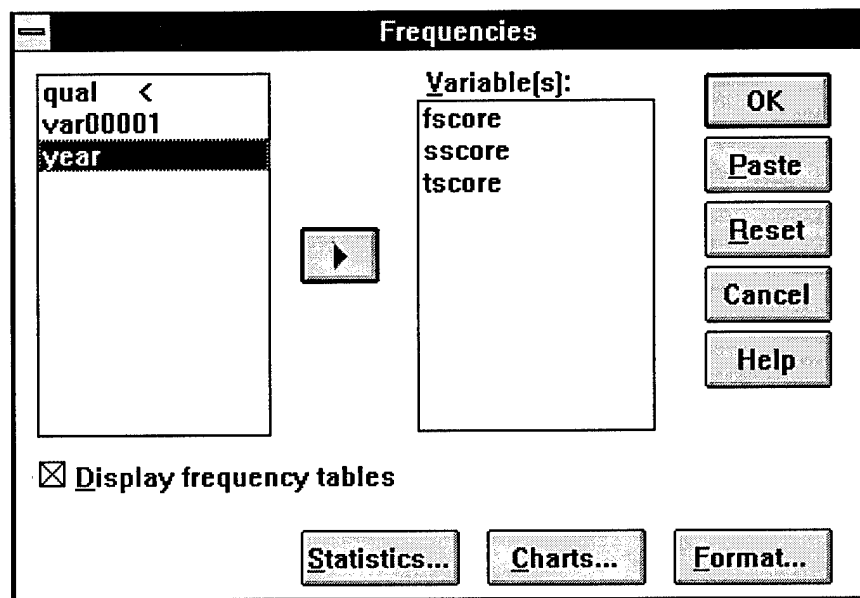 Frequencies
qual <
var00001
year
Variable(s):
fscore
sscore
tscore
OK
Paste
Reset
Cancel
Help
Display frequency tables
Statistics...
Charts...
Format...